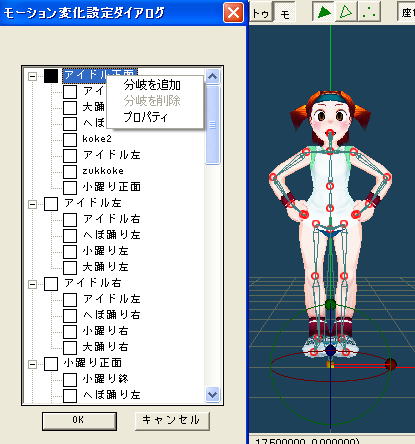 モーション変化設定ダイアログ
アイドル正面
分岐を追加
分岐を削除
プロパティ
アイ
大踊
へぼ
koke2
アイドル左
zukkoke
小躍り正面
アイドル左
アイドル右
へぼ踊り左
小躍り左
大踊り左
アイドル右
アイドル左
へぼ踊り右
小躍り右
大踊り右
小躍り正面
小躍り終
へぼ踊り左
OK
キャンセル
トゥ
モ
17.500000, 0.000000)